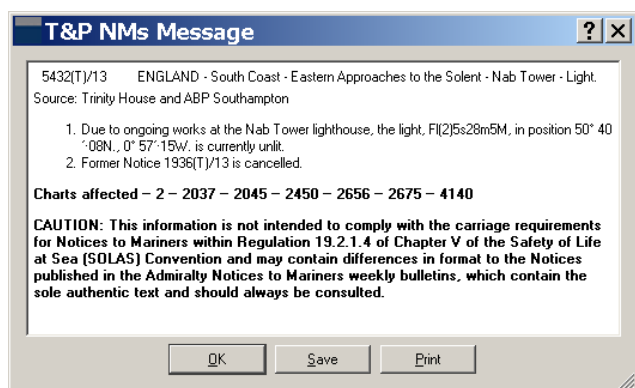 T&P NMs Message
5432(T)/13 ENGLAND - South Coast - Eastern Approaches to the Solent - Nab Tower - Light.
Source: Trinity House and ABP Southampton
1. Due to ongoing works at the Nab Tower lighthouse, the light, Fl(2)5s28m5M, in position 50° 40
´·08N., 0° 57´·15W. is currently unlit.
2. Former Notice 1936(T)/13 is cancelled.
Charts affected – 2 – 2037 – 2045 – 2450 – 2656 – 2675 – 4140
CAUTION: This information is not intended to comply with the carriage requirements
for Notices to Mariners within Regulation 19.2.1.4 of Chapter V of the Safety of Life
at Sea (SOLAS) Convention and may contain differences in format to the Notices
published in the Admiralty Notices to Mariners weekly bulletins, which contain the
sole authentic text and should always be consulted.
OK Save Print